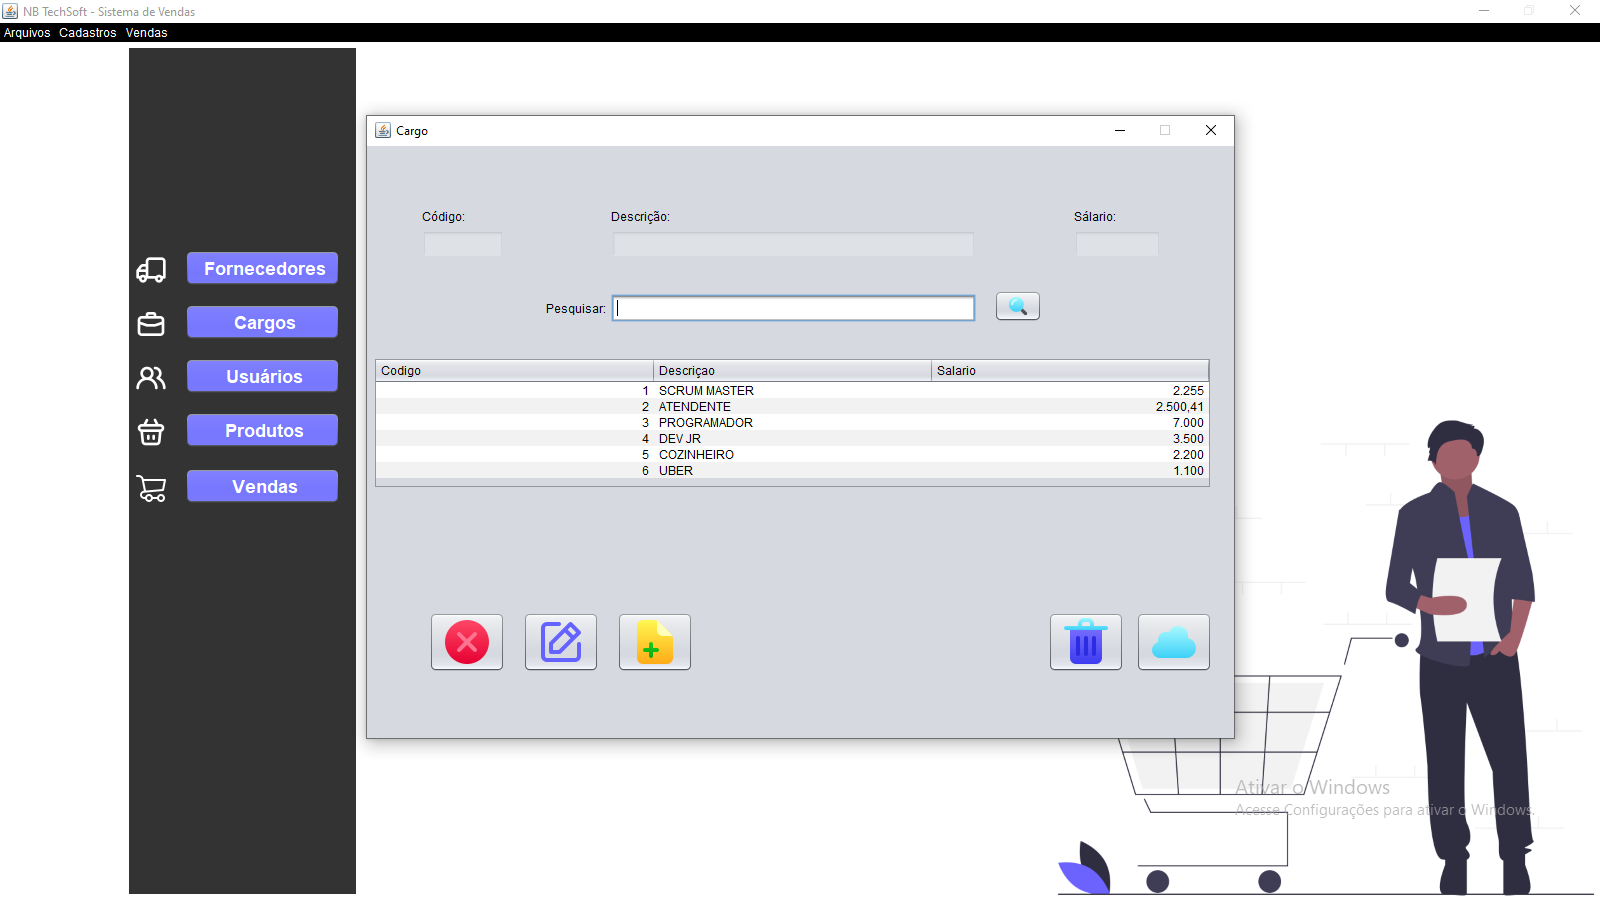 NB TechSoft - Sistema de Vendas
Arquivos Cadastros Vendas
Cargo
Código: Descrição: Sálario:
Fornecedores
Cargos
Usuários
Produtos
Vendas
Pesquisar:
Codigo Descriçao Salario
1 SCRUM MASTER 2.255
2 ATENDENTE 2.500,41
3 PROGRAMADOR 7.000
4 DEV JR 3.500
5 COZINHEIRO 2.200
6 UBER 1.100
Ativar o Windows
Acesse Configurações para ativar o Windows.